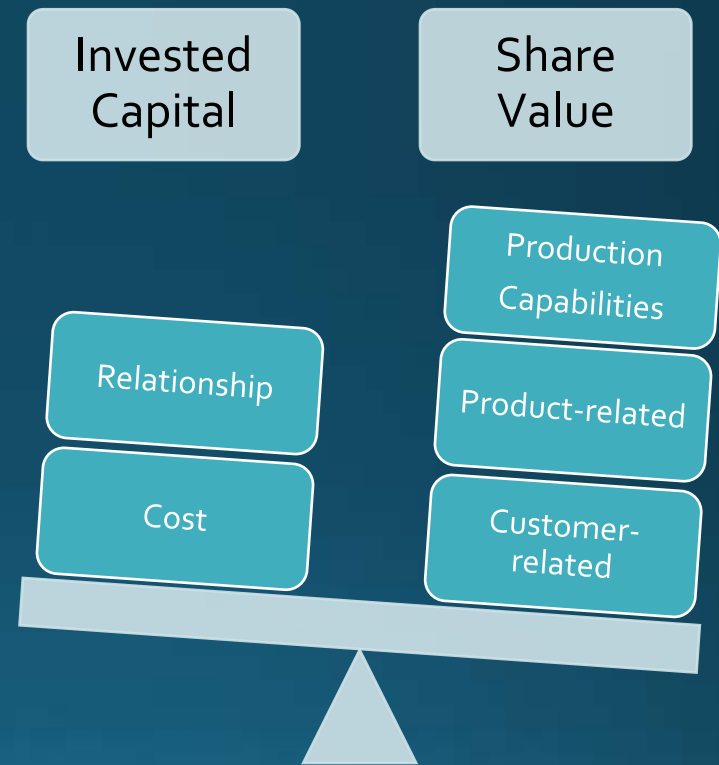 Invested
Capital
Share
Value
Relationship
Cost
Production
Capabilities
Product-related
Customer-
related